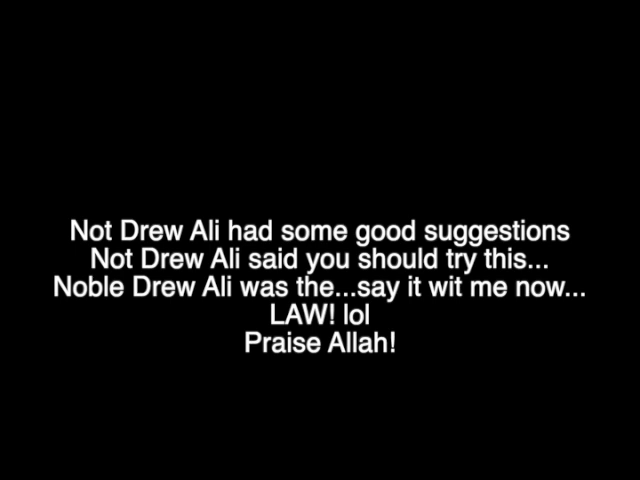 Not Drew Ali had some good suggestions
Not Drew Ali said you should try this...
Noble Drew Ali was the...say it wit me now...
LAW! lol
Praise Allah!